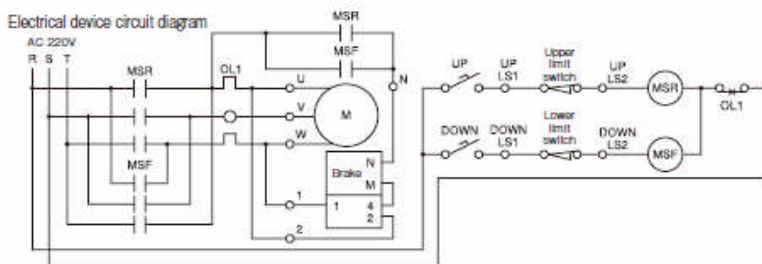 Electrical device circuit diagram
AC 220V
R S T
MSR
OL1
MSF
MSR
MSF
N
U
V
W
M
N
Brake
M
1
1
4
2
2
UP
UP
LS1
Upper
limit
switch
UP
LS2
MSR
OL1
DOWN
DOWN
LS1
Lower
limit
switch
DOWN
LS2
MSF